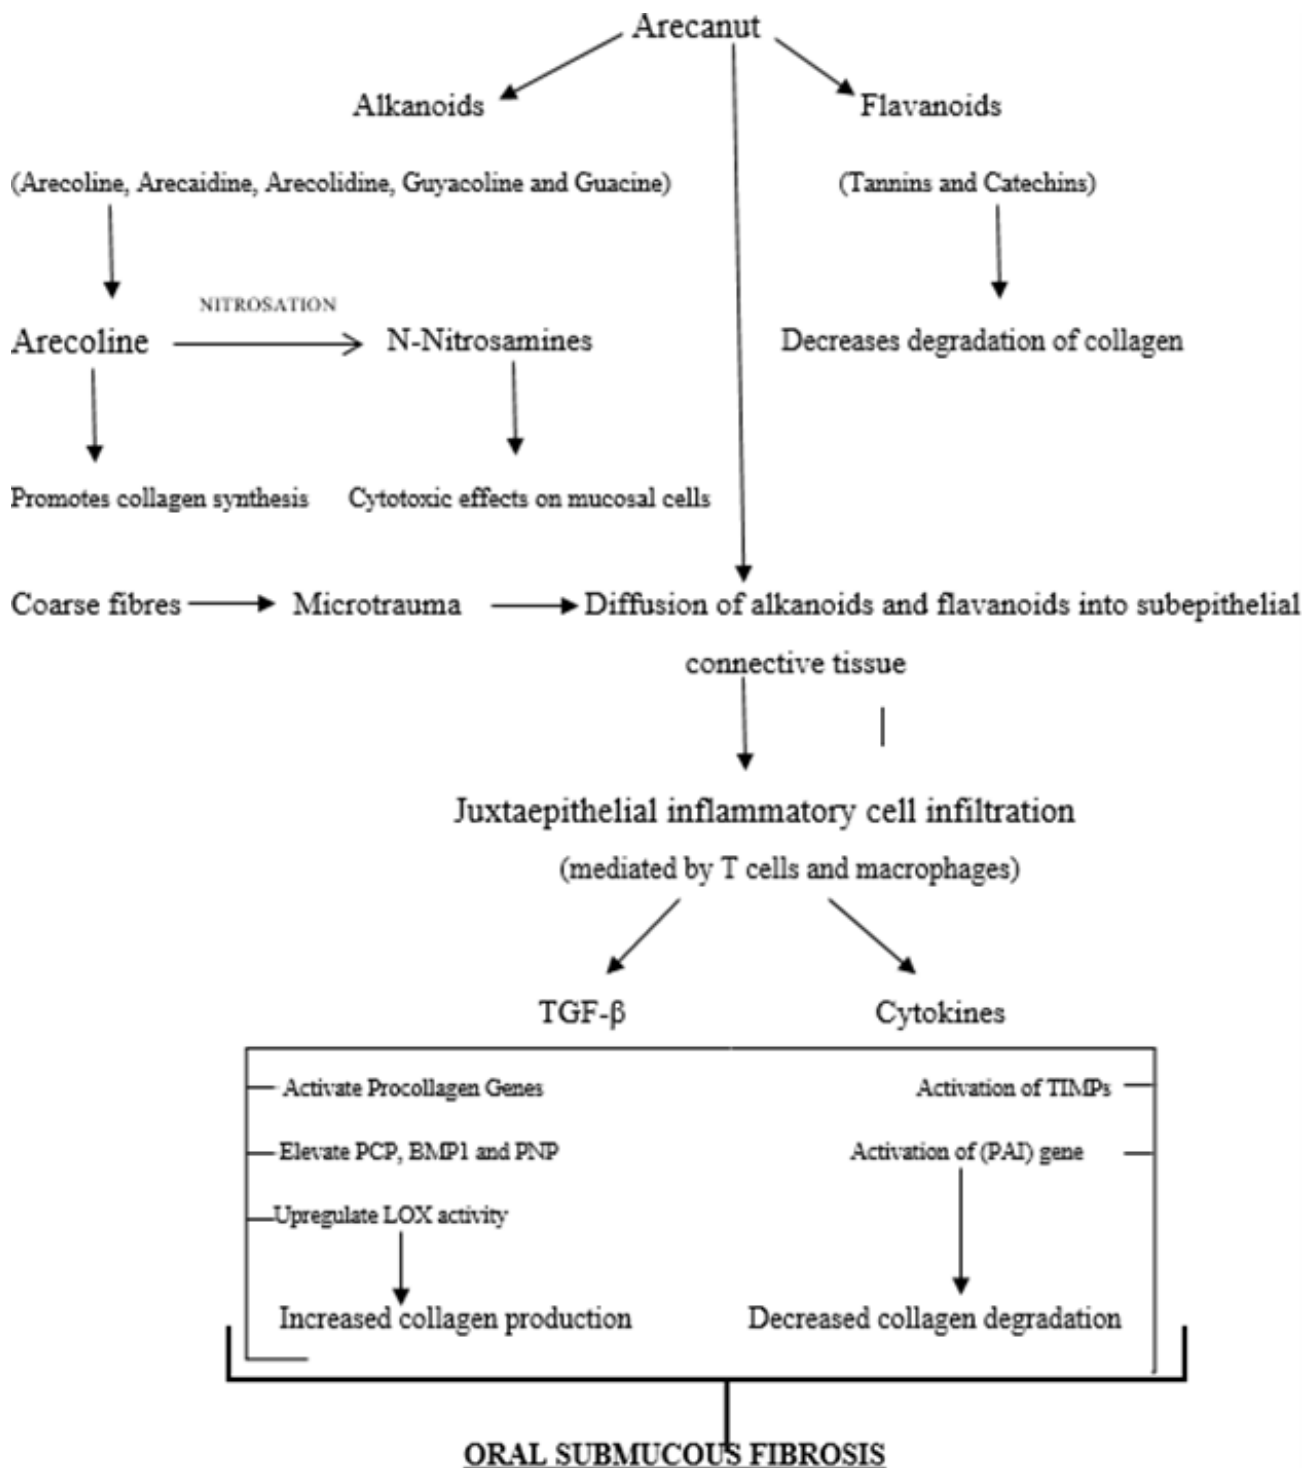 Arecanut
Alkanoids
Flavanoids
(Arecoline, Arecaidine, Arecolidine, Guyacoline and Guacine)
(Tannins and Catechins)
NITROSATION
Arecoline
N-Nitrosamines
Decreases degradation of collagen
Promotes collagen synthesis
Cytotoxic effects on mucosal cells
Coarse fibres
Microtrauma
Diffusion of alkanoids and flavanoids into subepithelial
connective tissue
Juxtaepithelial inflammatory cell infiltration
(mediated by T cells and macrophages)
TGF-β
Cytokines
Activate Procollagen Genes
Activation of TIMPs
Elevate PCP, BMP1 and PNP
Activation of (PAI) gene
Upregulate LOX activity
Increased collagen production
Decreased collagen degradation
ORAL SUBMUCOUS FIBROSIS